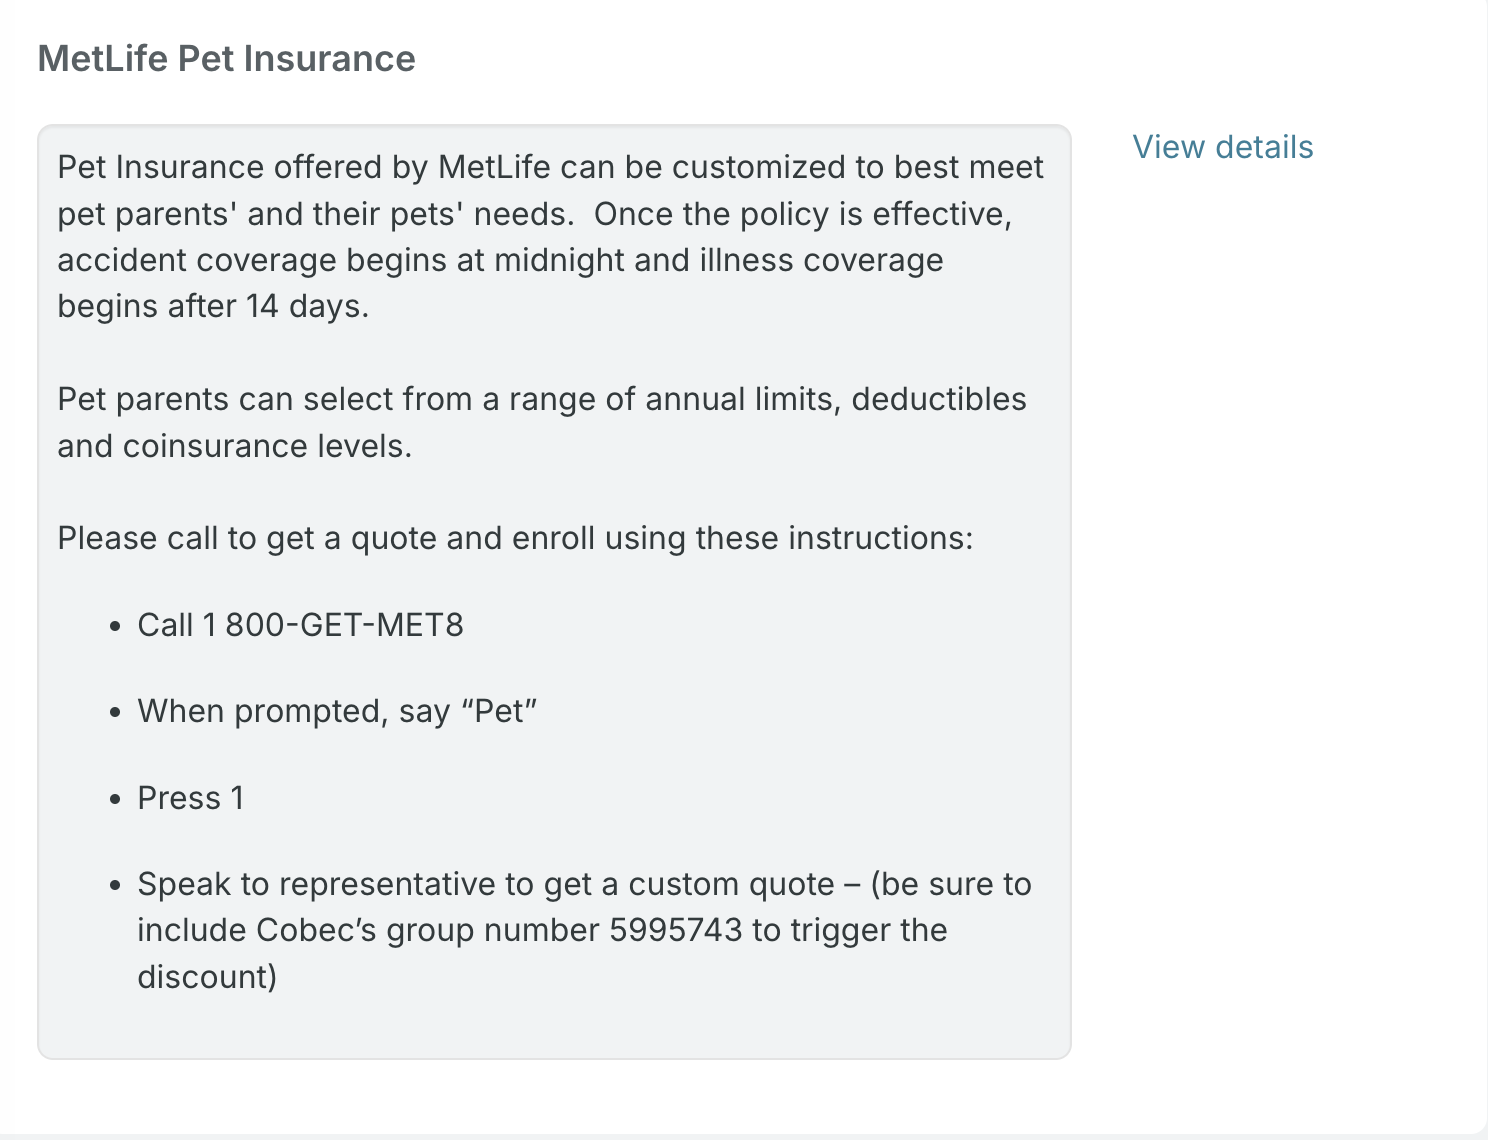 MetLife Pet Insurance
Pet Insurance offered by MetLife can be customized to best meet
pet parents' and their pets' needs.  Once the policy is effective,
accident coverage begins at midnight and illness coverage
begins after 14 days.
Pet parents can select from a range of annual limits, deductibles
and coinsurance levels.
Please call to get a quote and enroll using these instructions:
• Call 1 800-GET-MET8
• When prompted, say “Pet”
• Press 1
• Speak to representative to get a custom quote – (be sure to
include Cobec’s group number 5995743 to trigger the
discount)
View details